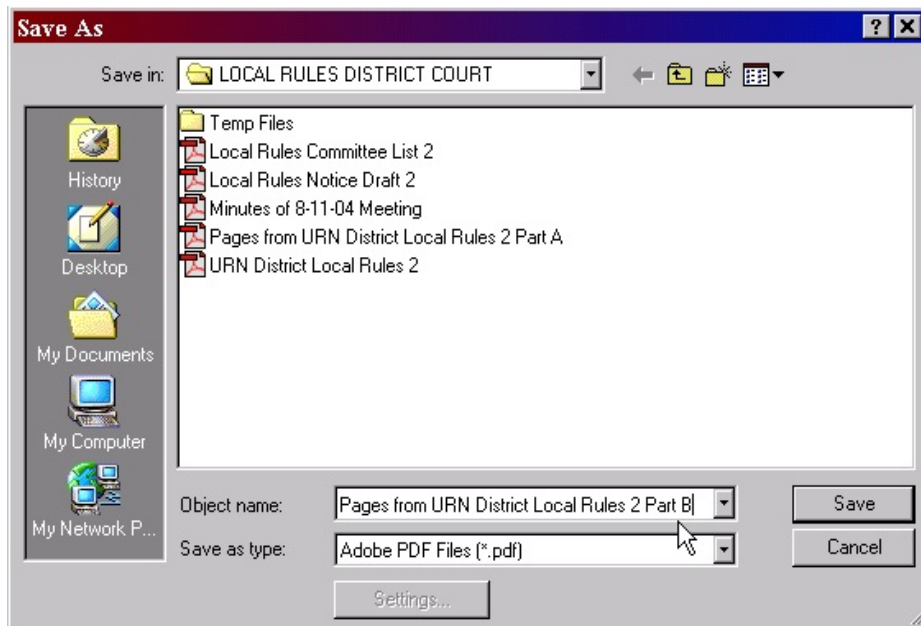 Save As
Save in: LOCAL RULES DISTRICT COURT
History
Desktop
My Documents
My Computer
My Network P...
Temp Files
Local Rules Committee List 2
Local Rules Notice Draft 2
Minutes of 8-11-04 Meeting
Pages from URN District Local Rules 2 Part A
URN District Local Rules 2
Object name: Pages from URN District Local Rules 2 Part B Save
Save as type: Adobe PDF Files (*.pdf) Cancel
Settings...